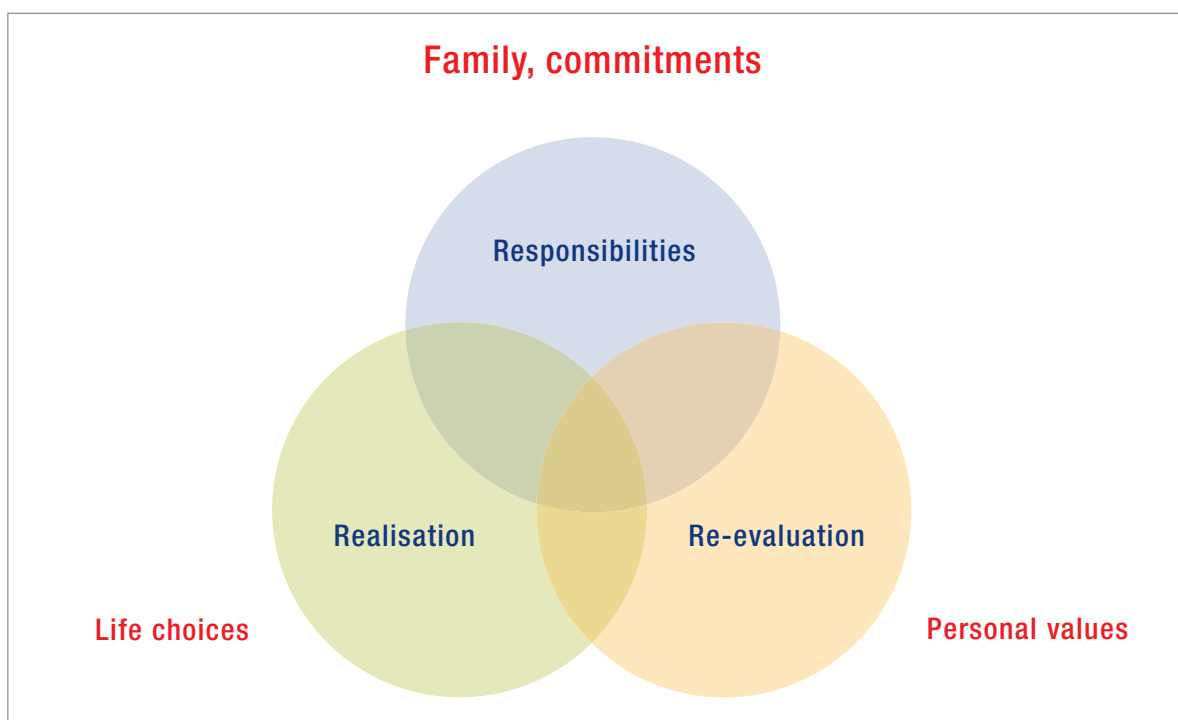 Family, commitments
Responsibilities
Realisation
Re-evaluation
Life choices
Personal values